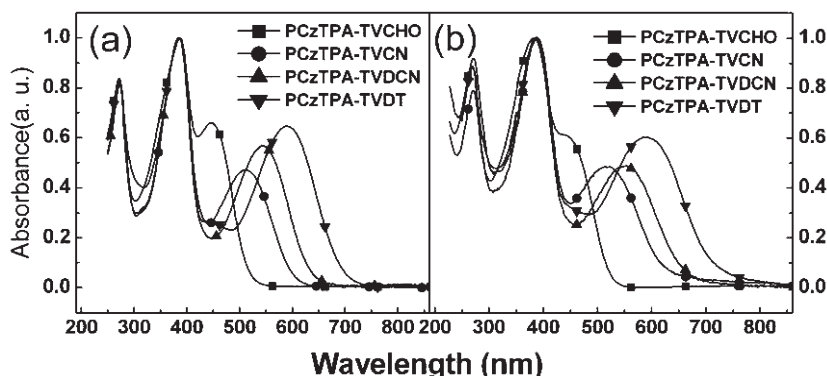 (a)
PCzTPA-TVCHO
PCzTPA-TVCN
PCzTPA-TVDCN
PCzTPA-TVDT
(b)
PCzTPA-TVCHO
PCzTPA-TVCN
PCzTPA-TVDCN
PCzTPA-TVDT
Absorbance(a. u.)
1.0
0.8
0.6
0.4
0.2
0.0
1.0
0.8
0.6
0.4
0.2
0.0
200 300 400 500 600 700 800 200 300 400 500 600 700 800
Wavelength (nm)